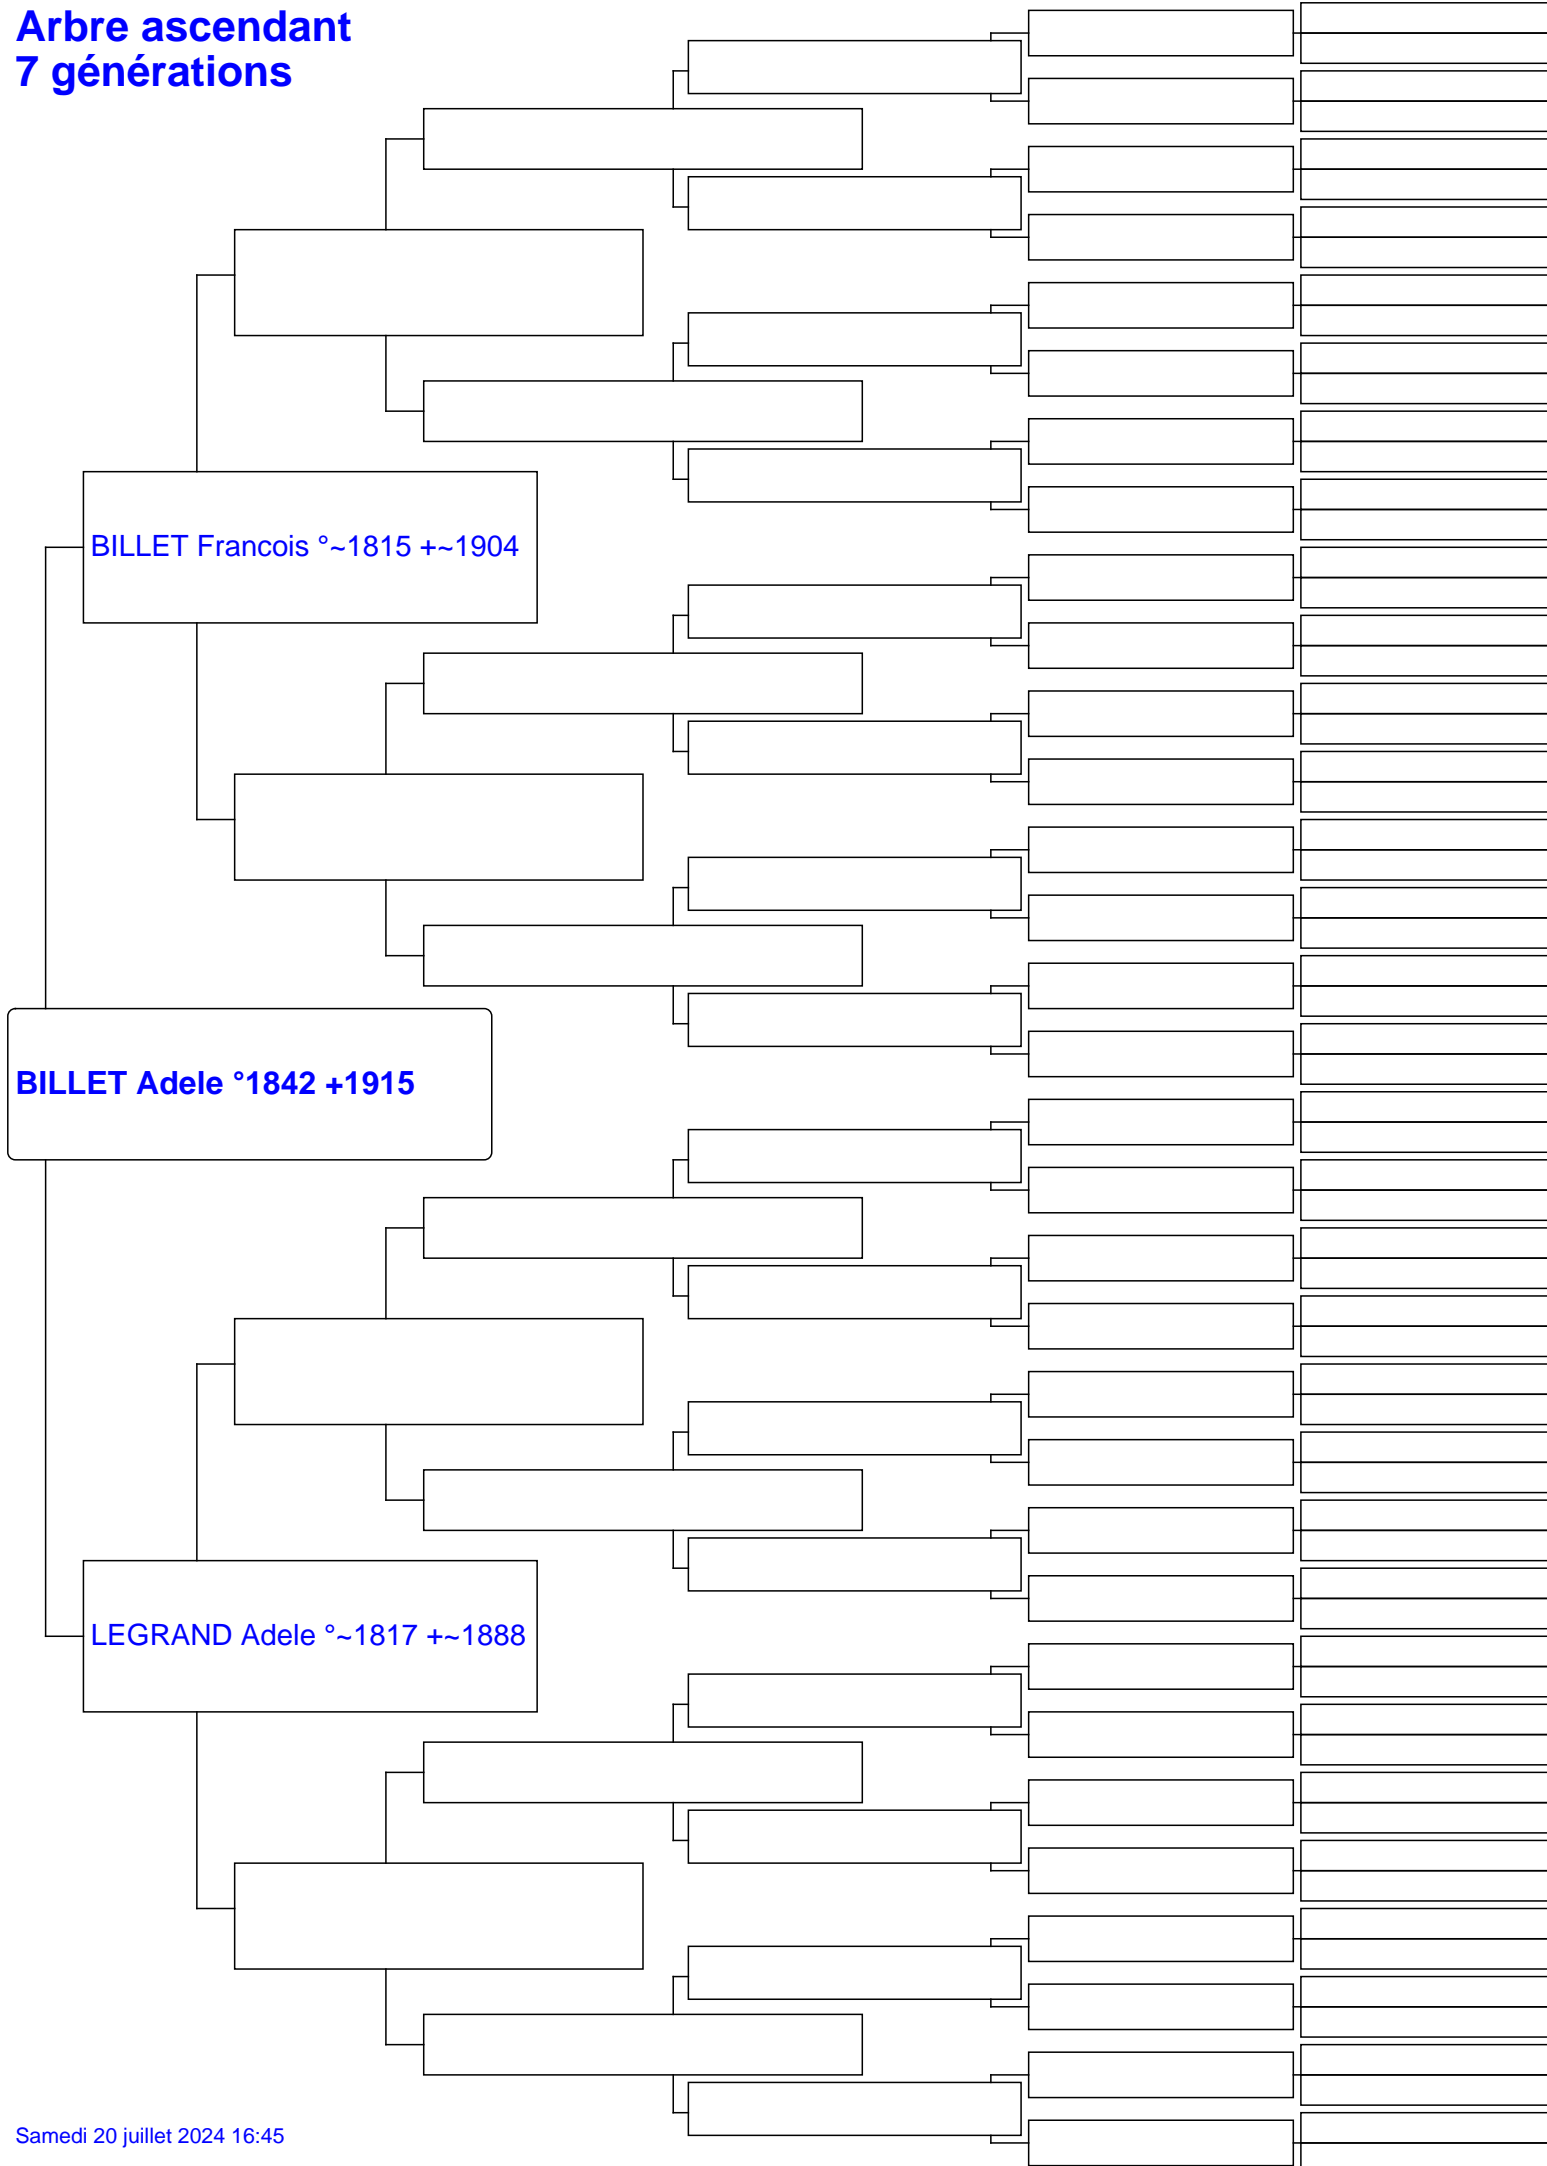 Arbre ascendant
7 générations
BILLET Francois °~1815 +~1904
BILLET Adele °1842 +1915
LEGRAND Adele °~1817 +~1888
Samedi 20 juillet 2024 16:45